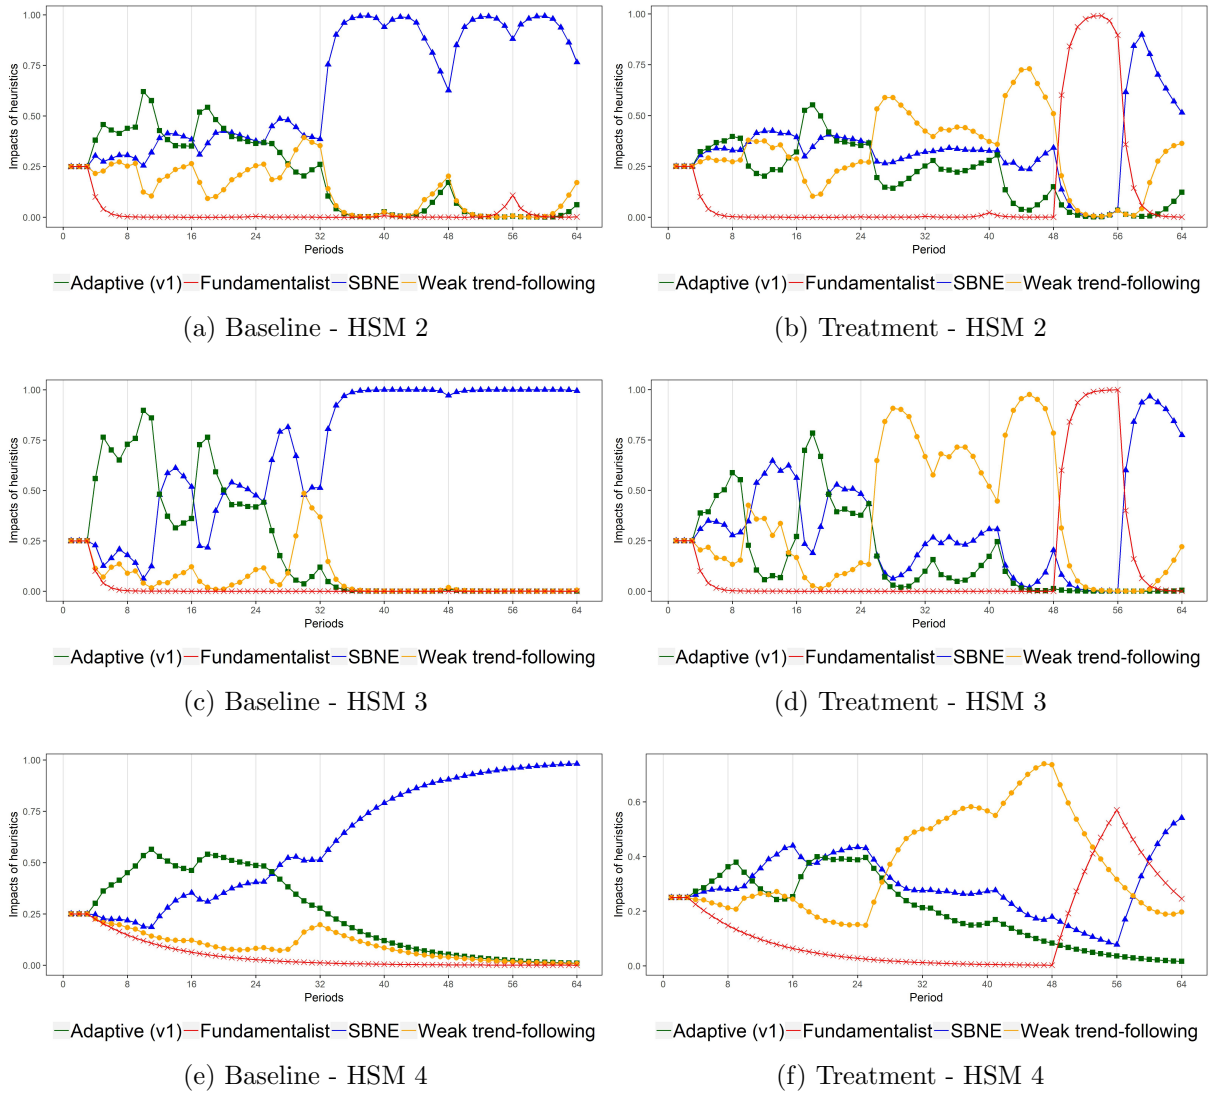 1.00
0.75
0.50
0.25
0.00
Impacts of heuristics
0 8 16 24 32 40 48 56 64
Periods
Adaptive (v1) Fundamentalist SBNE Weak trend-following
(a) Baseline - HSM 2
1.00
0.75
0.50
0.25
0.00
Impacts of heuristics
0 8 16 24 32 40 48 56 64
Period
Adaptive (v1) Fundamentalist SBNE Weak trend-following
(b) Treatment - HSM 2
1.00
0.75
0.50
0.25
0.00
Impacts of heuristics
0 8 16 24 32 40 48 56 64
Periods
Adaptive (v1) Fundamentalist SBNE Weak trend-following
(c) Baseline - HSM 3
1.00
0.75
0.50
0.25
0.00
Impacts of heuristics
0 8 16 24 32 40 48 56 64
Period
Adaptive (v1) Fundamentalist SBNE Weak trend-following
(d) Treatment - HSM 3
1.00
0.75
0.50
0.25
0.00
Impacts of heuristics
0 8 16 24 32 40 48 56 64
Periods
Adaptive (v1) Fundamentalist SBNE Weak trend-following
(e) Baseline - HSM 4
0.6
0.4
0.2
0.0
Impacts of heuristics
0 8 16 24 32 40 48 56 64
Period
Adaptive (v1) Fundamentalist SBNE Weak trend-following
(f) Treatment - HSM 4